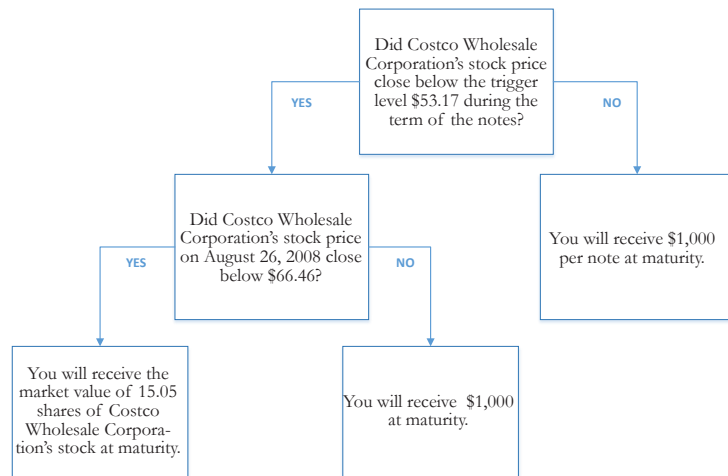 Did Costco Wholesale
Corporation's stock price
close below the trigger
level $53.17 during the
term of the notes?
YES
NO
Did Costco Wholesale
Corporation's stock price
on August 26, 2008 close
below $66.46?
You will receive $1,000
per note at maturity.
YES
NO
You will receive the
market value of 15.05
shares of Costco
Wholesale Corpora-
tion's stock at maturity.
You will receive $1,000
at maturity.